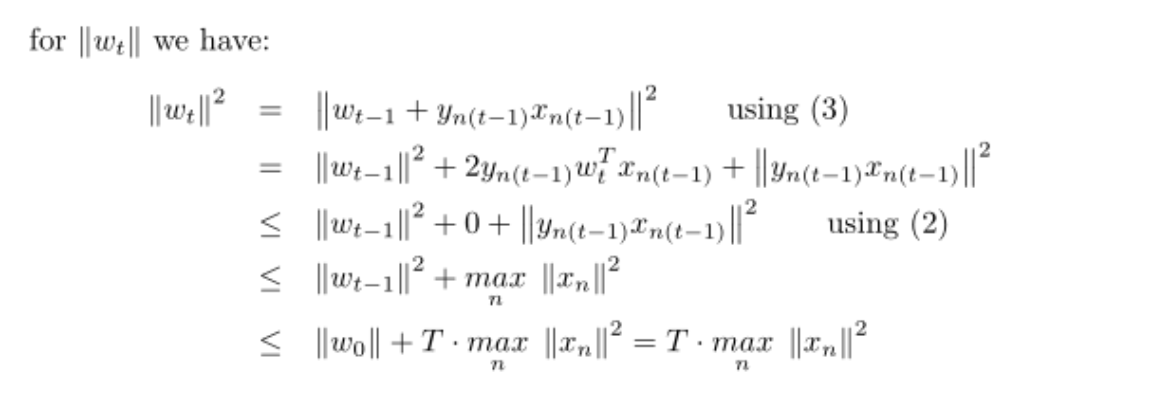 for ‖w_t‖ we have:
‖w_t‖² = ‖w_{t−1} + y_{n(t−1)}x_{n(t−1)}‖² using (3)
= ‖w_{t−1}‖² + 2y_{n(t−1)}w_t^T x_{n(t−1)} + ‖y_{n(t−1)}x_{n(t−1)}‖²
≤ ‖w_{t−1}‖² + 0 + ‖y_{n(t−1)}x_{n(t−1)}‖² using (2)
≤ ‖w_{t−1}‖² + max_n ‖x_n‖²
≤ ‖w_0‖ + T · max_n ‖x_n‖² = T · max_n ‖x_n‖²